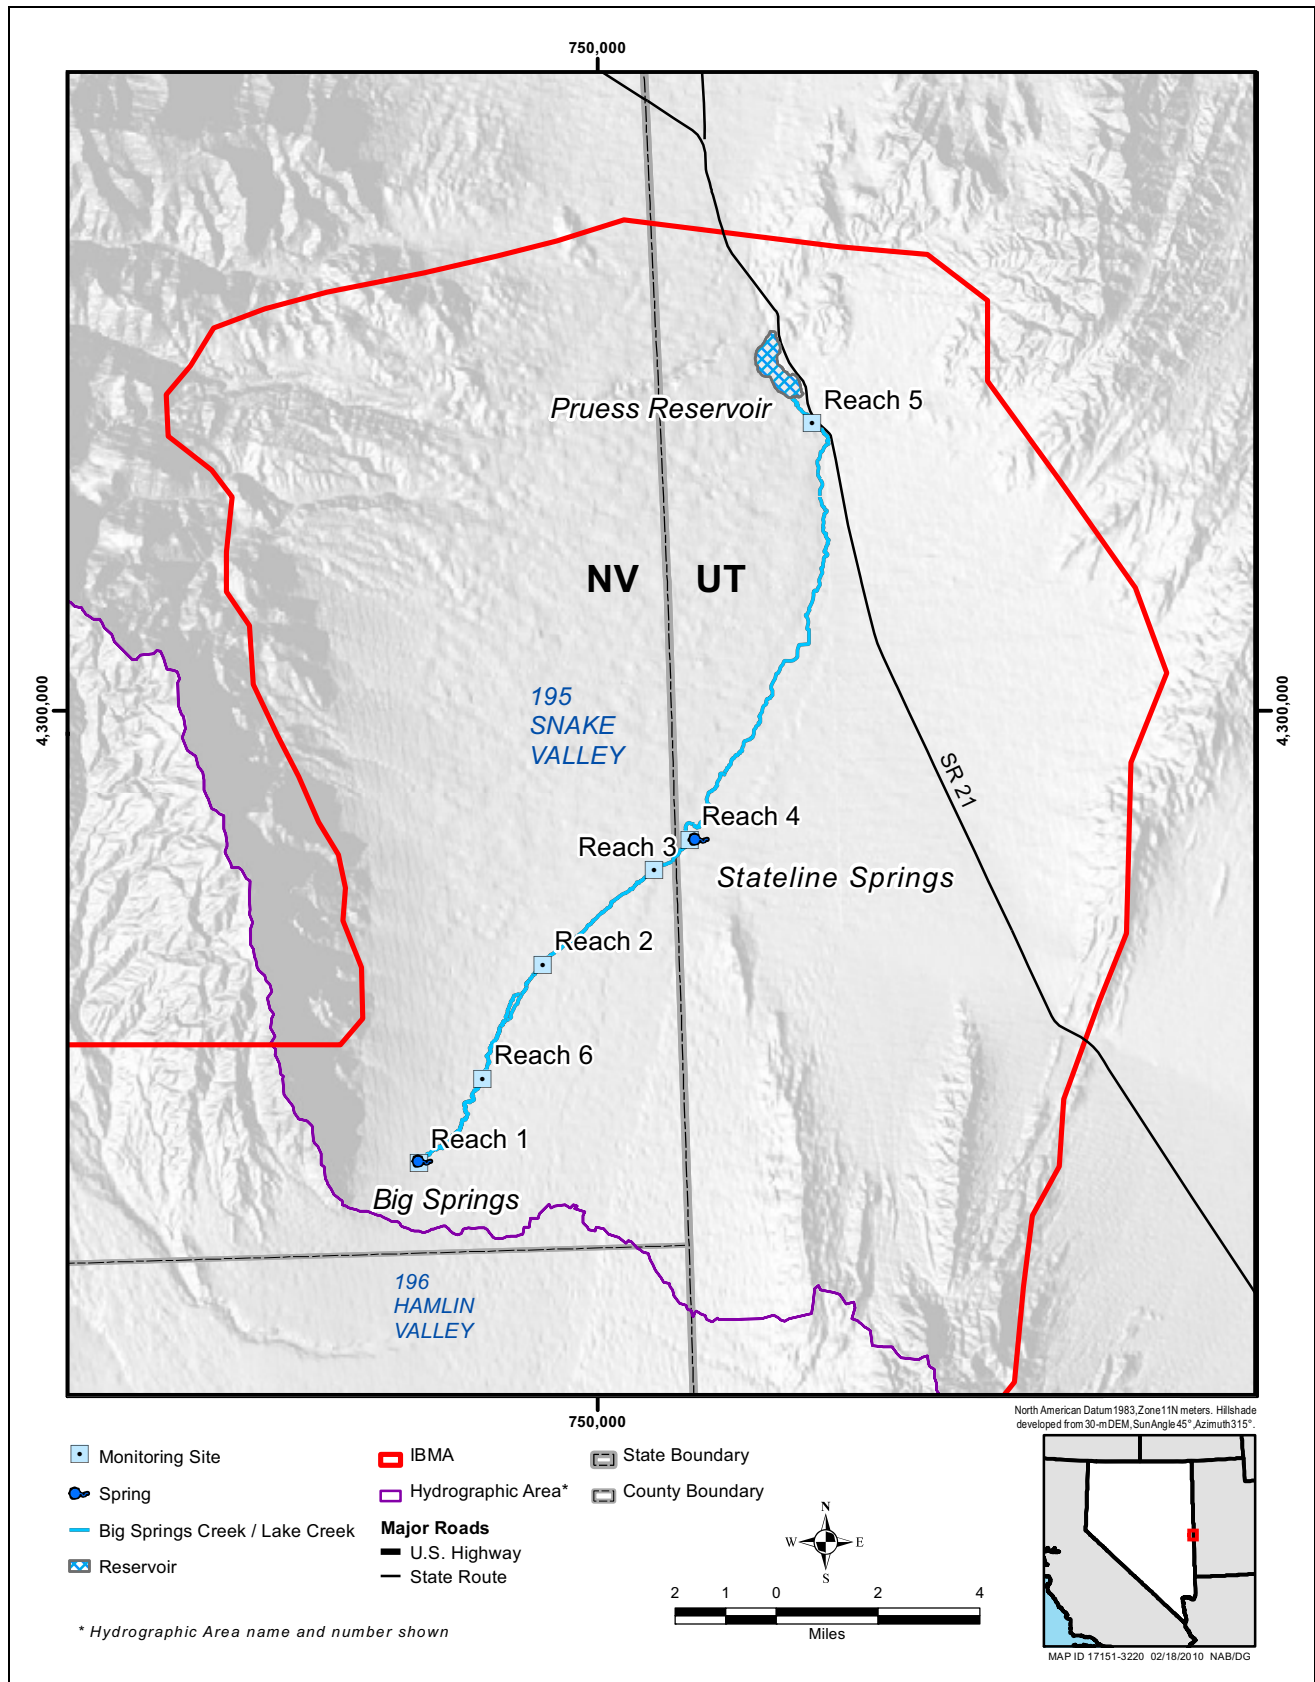 750,000
Reach 5
Pruess Reservoir
NV
UT
195
SNAKE
VALLEY
4,300,000
4,300,000
SR 21
Reach 4
Reach 3
Stateline Springs
Reach 2
Reach 6
Reach 1
Big Springs
196
HAMLIN
VALLEY
750,000
North American Datum 1983, Zone 11N meters. Hillshade
developed from 30-m DEM, Sun Angle 45°, Azimuth 315°.
Monitoring Site
Spring
Big Springs Creek / Lake Creek
Reservoir
IBMA
Hydrographic Area*
Major Roads
U.S. Highway
State Route
State Boundary
County Boundary
N
W
E
S
2 1 0 2 4
Miles
* Hydrographic Area name and number shown
MAP ID 17151-3220 02/18/2010 NAB/DG